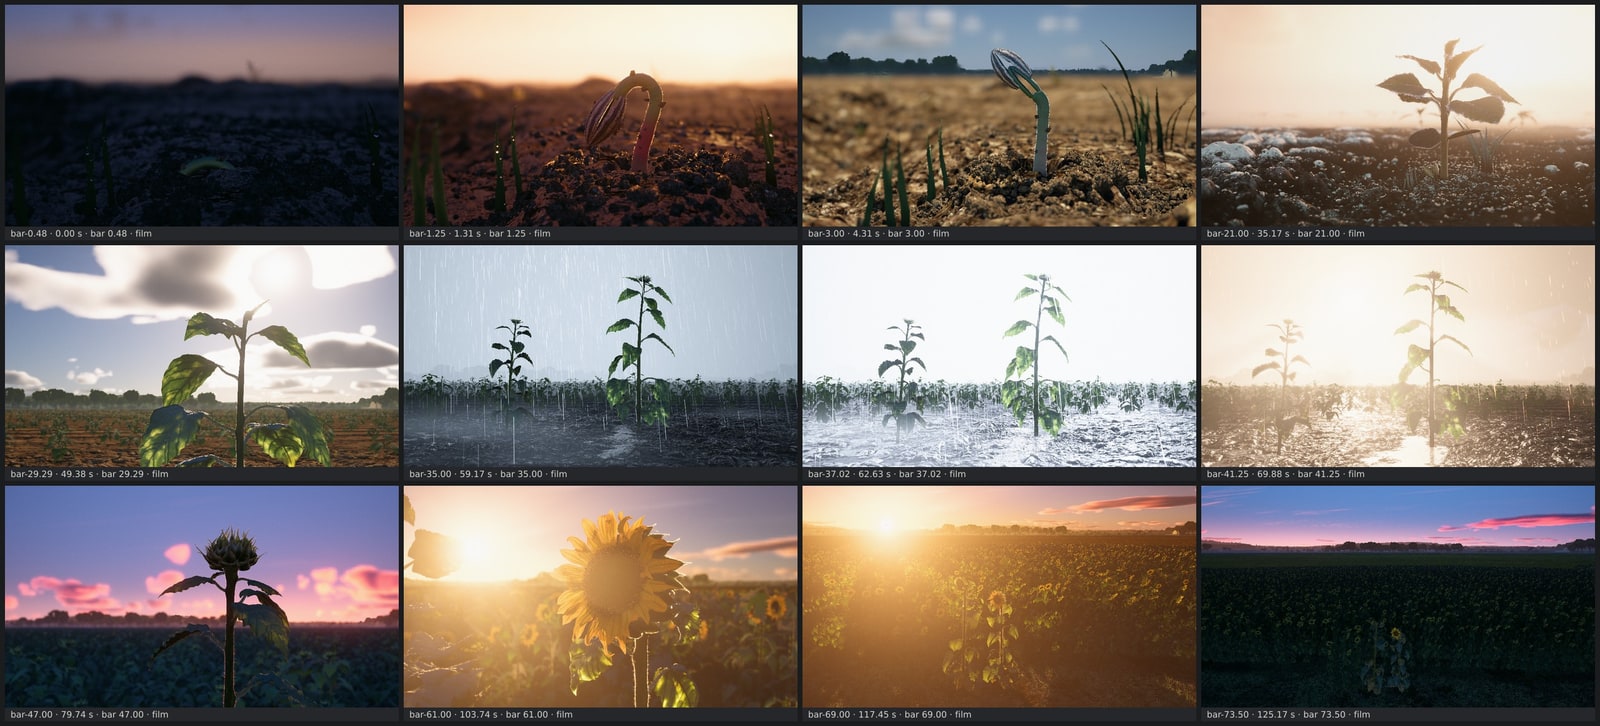 bar-0.48 · 0.00 s · bar 0.48 · film
bar-1.25 · 1.31 s · bar 1.25 · film
bar-3.00 · 4.31 s · bar 3.00 · film
bar-21.00 · 35.17 s · bar 21.00 · film
bar-29.29 · 49.38 s · bar 29.29 · film
bar-35.00 · 59.17 s · bar 35.00 · film
bar-37.02 · 62.63 s · bar 37.02 · film
bar-41.25 · 69.88 s · bar 41.25 · film
bar-47.00 · 79.74 s · bar 47.00 · film
bar-61.00 · 103.74 s · bar 61.00 · film
bar-69.00 · 117.45 s · bar 69.00 · film
bar-73.50 · 125.17 s · bar 73.50 · film